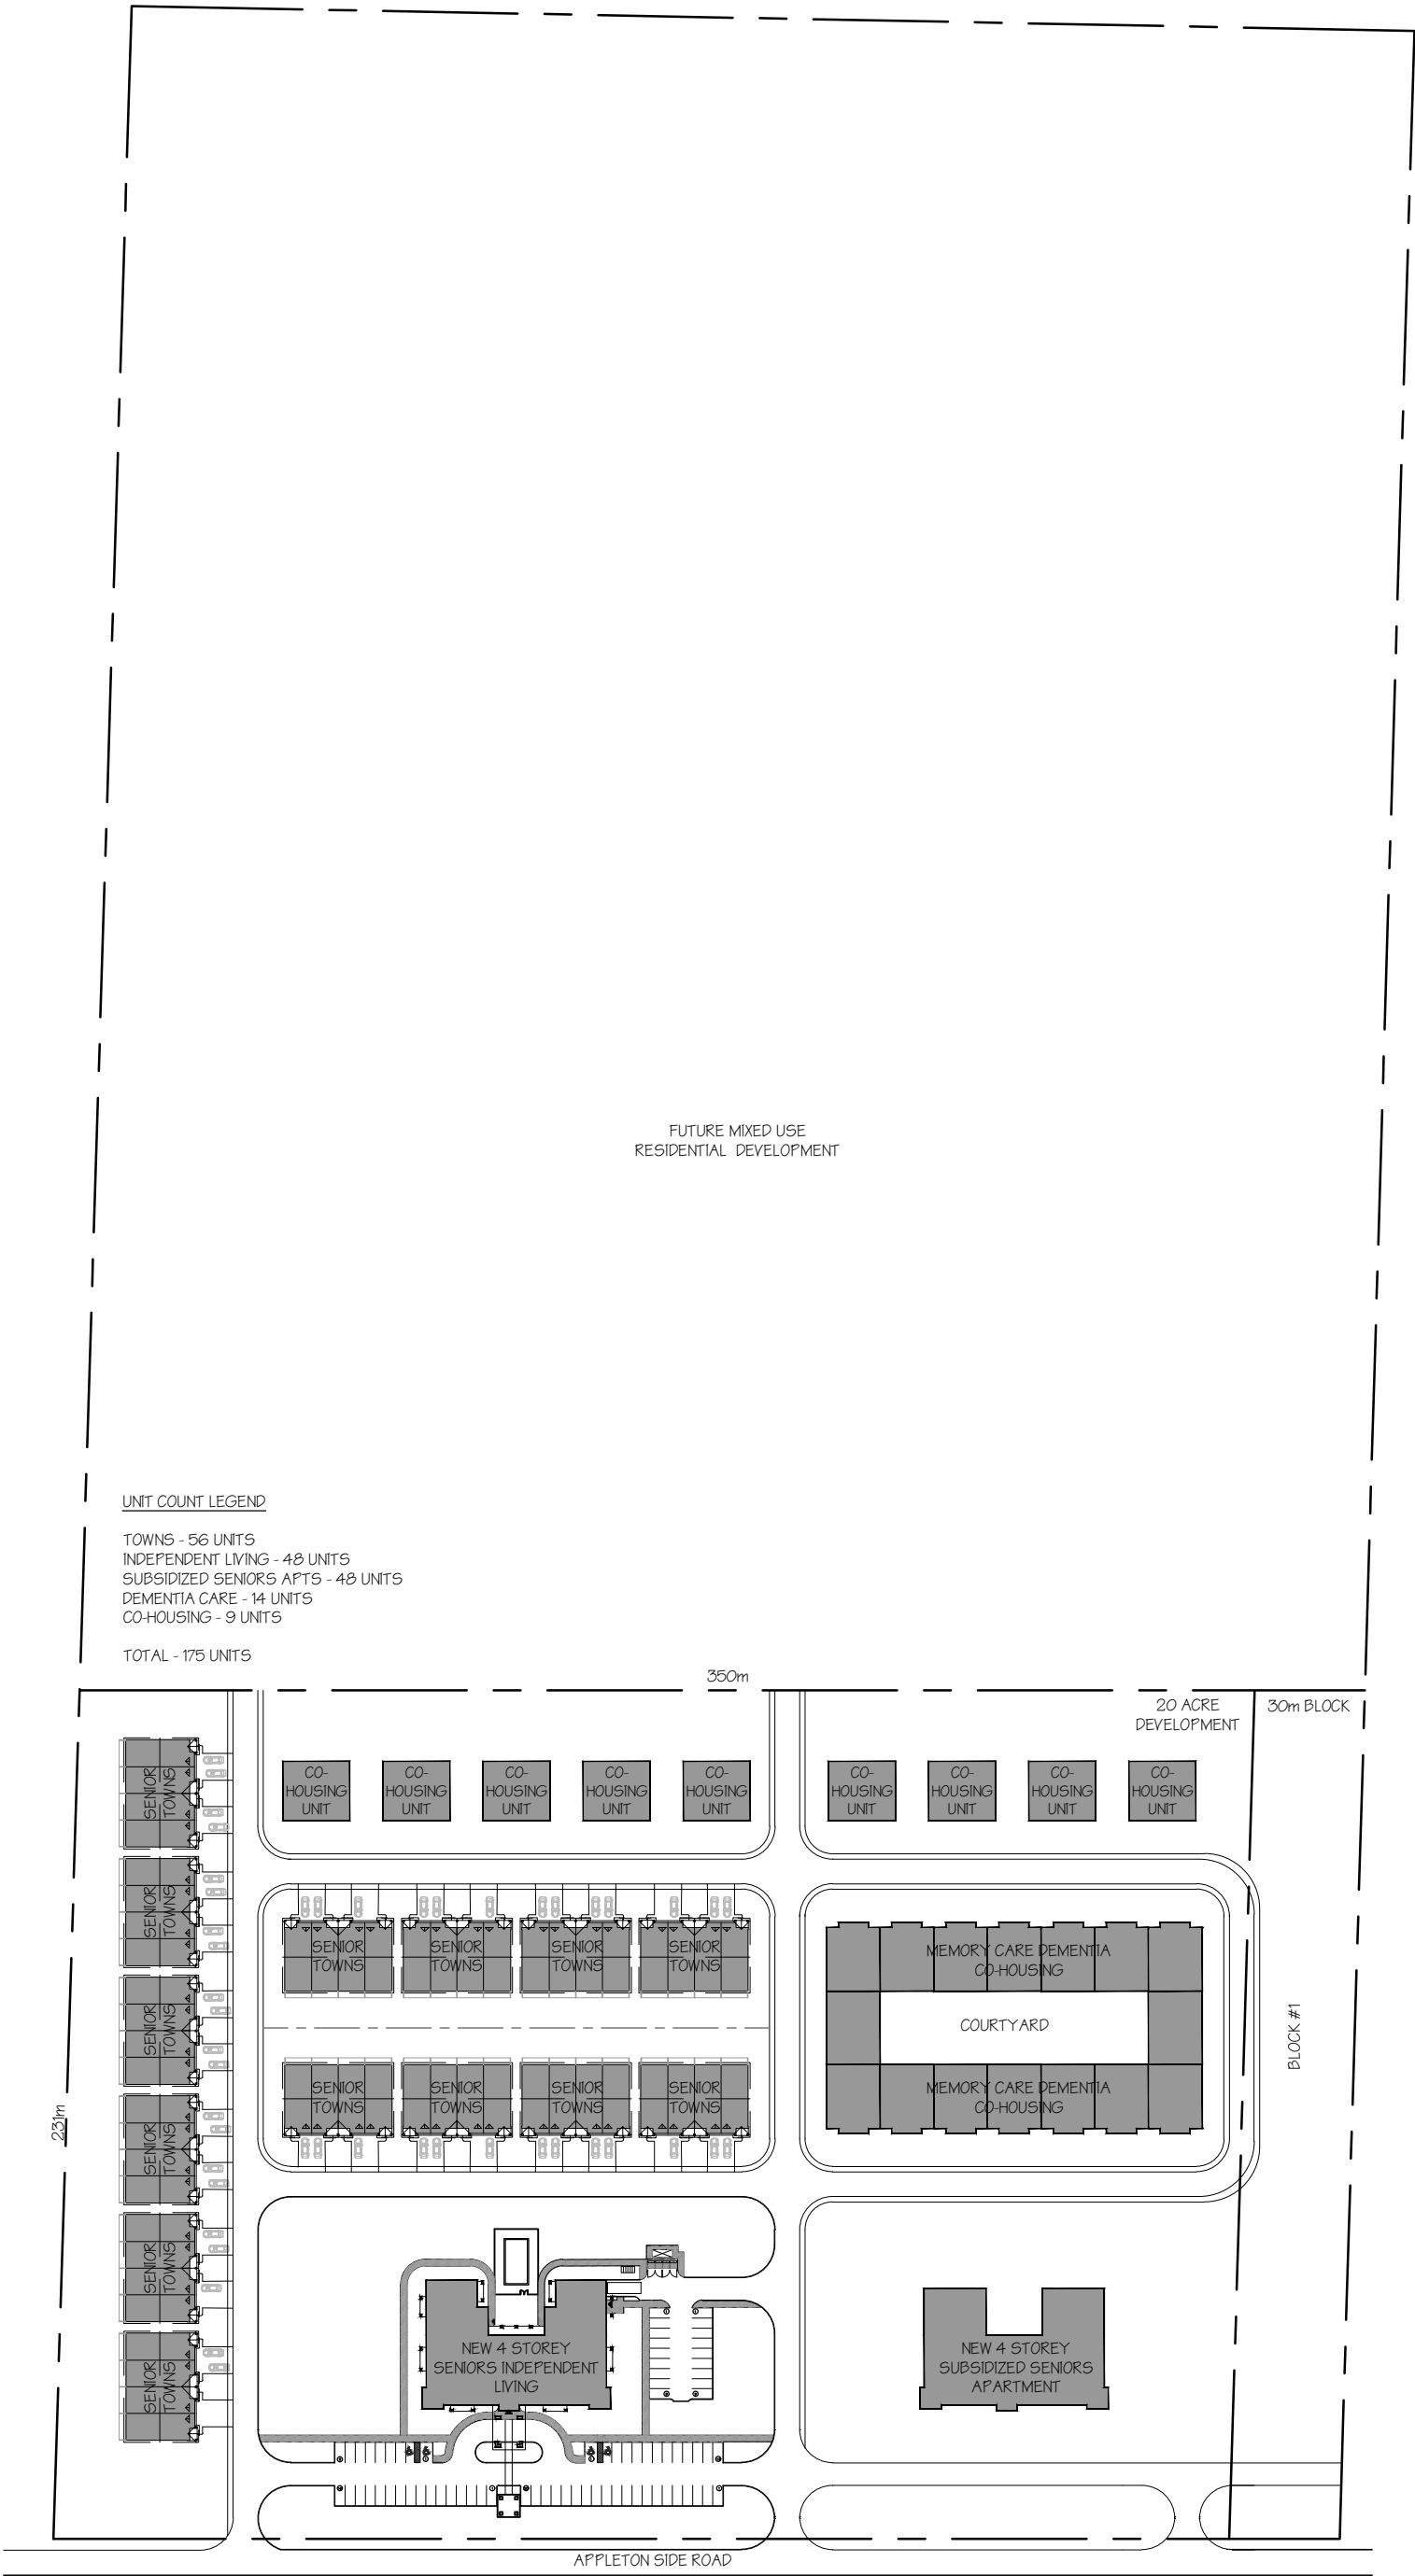 FUTURE MIXED USE
RESIDENTIAL DEVELOPMENT
UNIT COUNT LEGEND
TOWNS - 56 UNITS
INDEPENDENT LIVING - 48 UNITS
SUBSIDIZED SENIORS APTS - 48 UNITS
DEMENTIA CARE - 14 UNITS
CO-HOUSING - 9 UNITS
TOTAL - 175 UNITS
350m
20 ACRE
DEVELOPMENT
30m BLOCK
CO-
HOUSING
UNIT
CO-
HOUSING
UNIT
CO-
HOUSING
UNIT
CO-
HOUSING
UNIT
CO-
HOUSING
UNIT
CO-
HOUSING
UNIT
CO-
HOUSING
UNIT
CO-
HOUSING
UNIT
CO-
HOUSING
UNIT
SENIOR
TOWNS
SENIOR
TOWNS
SENIOR
TOWNS
SENIOR
TOWNS
SENIOR
TOWNS
SENIOR
TOWNS
SENIOR
TOWNS
SENIOR
TOWNS
SENIOR
TOWNS
SENIOR
TOWNS
MEMORY CARE DEMENTIA
CO-HOUSING
COURTYARD
BLOCK #1
231m
SENIOR
TOWNS
SENIOR
TOWNS
SENIOR
TOWNS
SENIOR
TOWNS
MEMORY CARE DEMENTIA
CO-HOUSING
NEW 4 STOREY
SENIORS INDEPENDENT
LIVING
NEW 4 STOREY
SUBSIDIZED SENIORS
APARTMENT
APPLETON SIDE ROAD